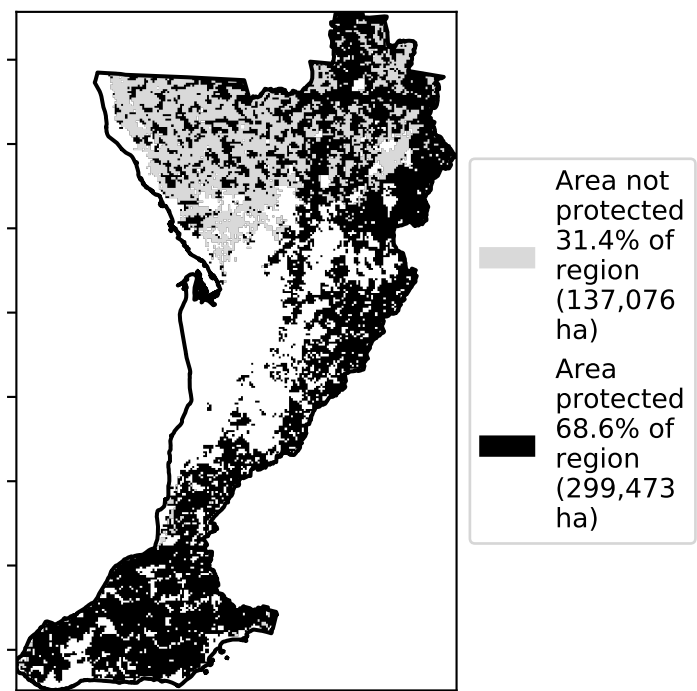 Area not
protected
31.4% of
region
(137,076
ha)
Area
protected
68.6% of
region
(299,473
ha)